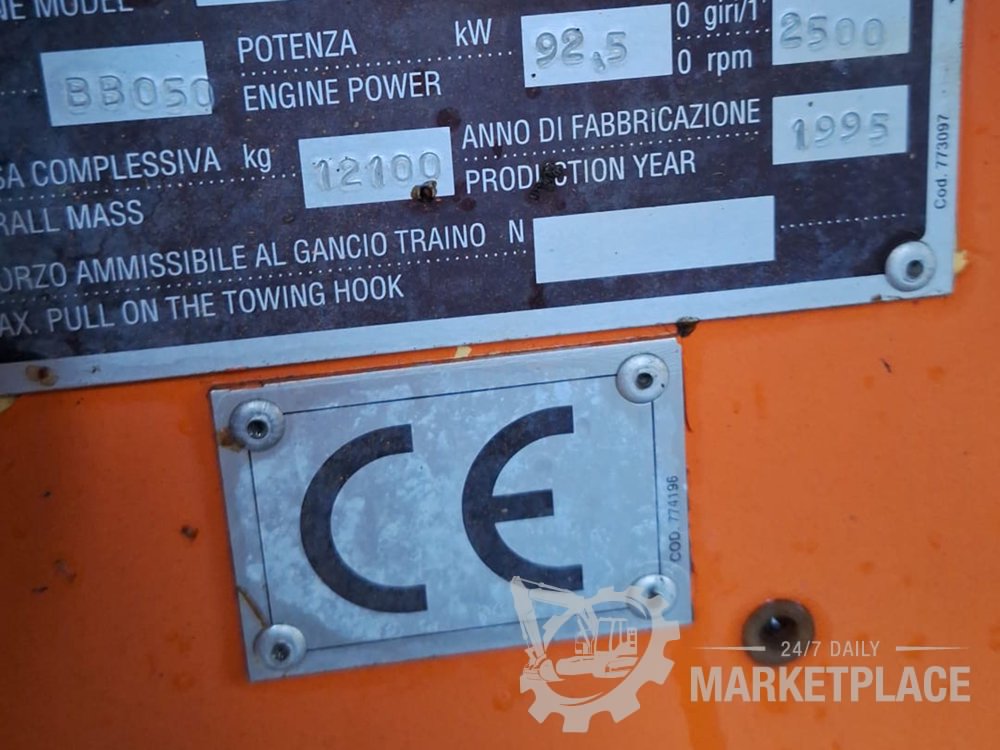 NE MODEL
POTENZA kW 92,5 0 giri/1' 2500
BB050 ENGINE POWER 0 rpm
SA COMPLESSIVA kg 12100 ANNO DI FABBRiCAZIONE 1995
RALL MASS PRODUCTION YEAR
ORZO AMMISSIBILE AL GANCIO TRAINO N
AX. PULL ON THE TOWING HOOK
Cod. 773097
CE
COD. 774196
24/7 DAILY
MARKETPLACE